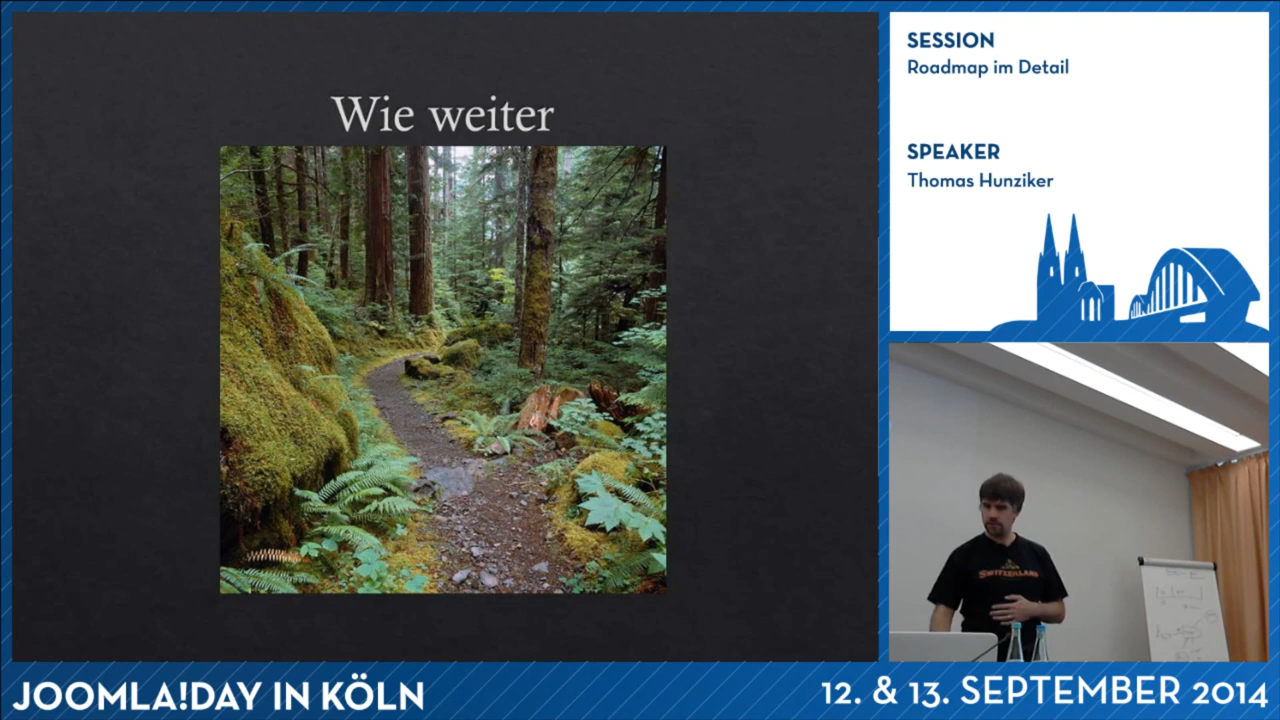 Wie weiter
SESSION
Roadmap im Detail
SPEAKER
Thomas Hunziker
SWITZERLAND
JOOMLA!DAY IN KÖLN
12. & 13. SEPTEMBER 2014